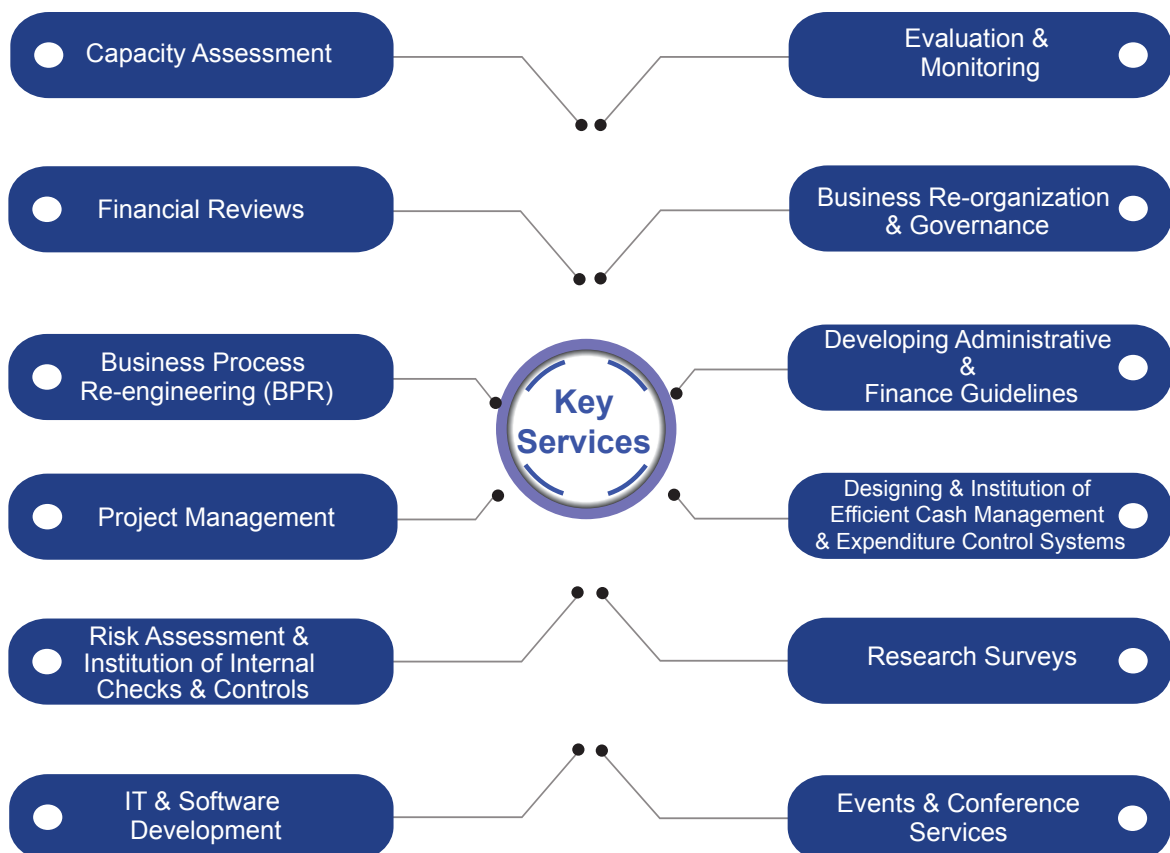 Capacity Assessment
Evaluation &
Monitoring
Financial Reviews
Business Re-organization
& Governance
Business Process
Re-engineering (BPR)
Key
Services
Developing Administrative
&
Finance Guidelines
Project Management
Designing & Institution of
Efficient Cash Management
& Expenditure Control Systems
Risk Assessment &
Institution of Internal
Checks & Controls
Research Surveys
IT & Software
Development
Events & Conference
Services